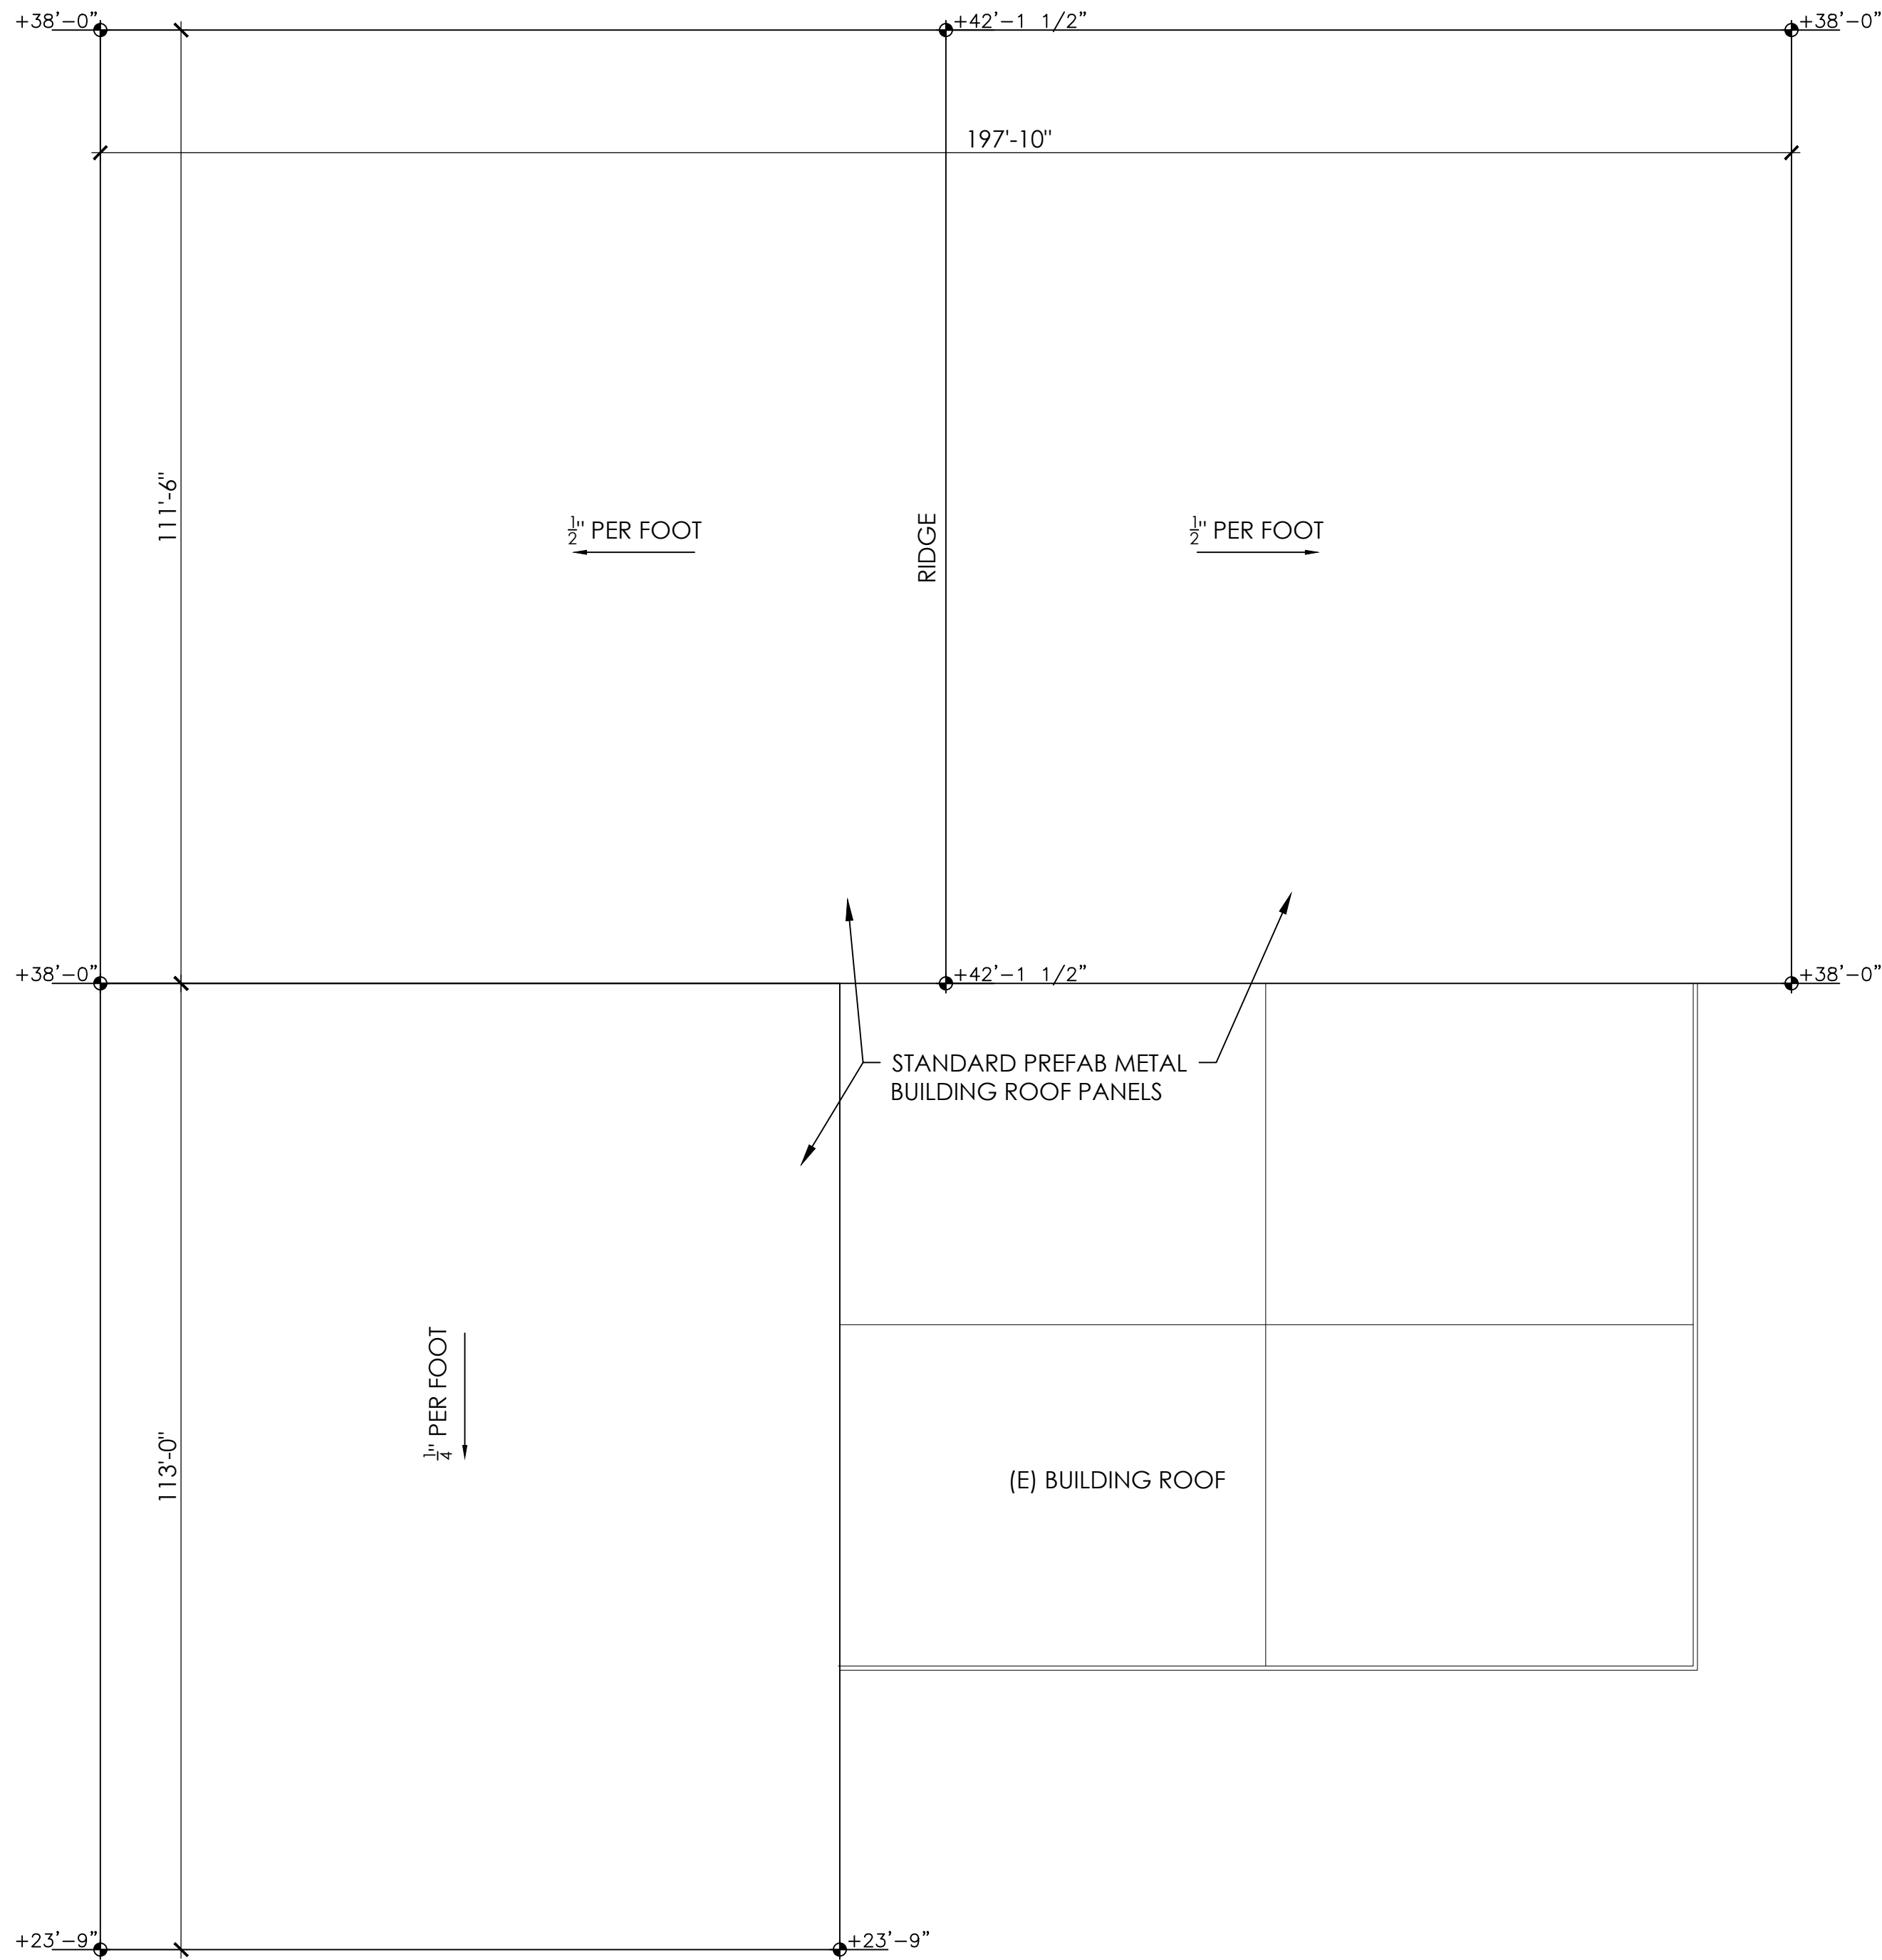 +38’−0”
+42’−1 1/2”
+38’−0”
197'-10"
111'-6"
1/2" PER FOOT
RIDGE
1/2" PER FOOT
+38’−0”
+42’−1 1/2”
+38’−0”
STANDARD PREFAB METAL
BUILDING ROOF PANELS
1/4" PER FOOT
113'-0"
(E) BUILDING ROOF
+23’−9”
+23’−9”